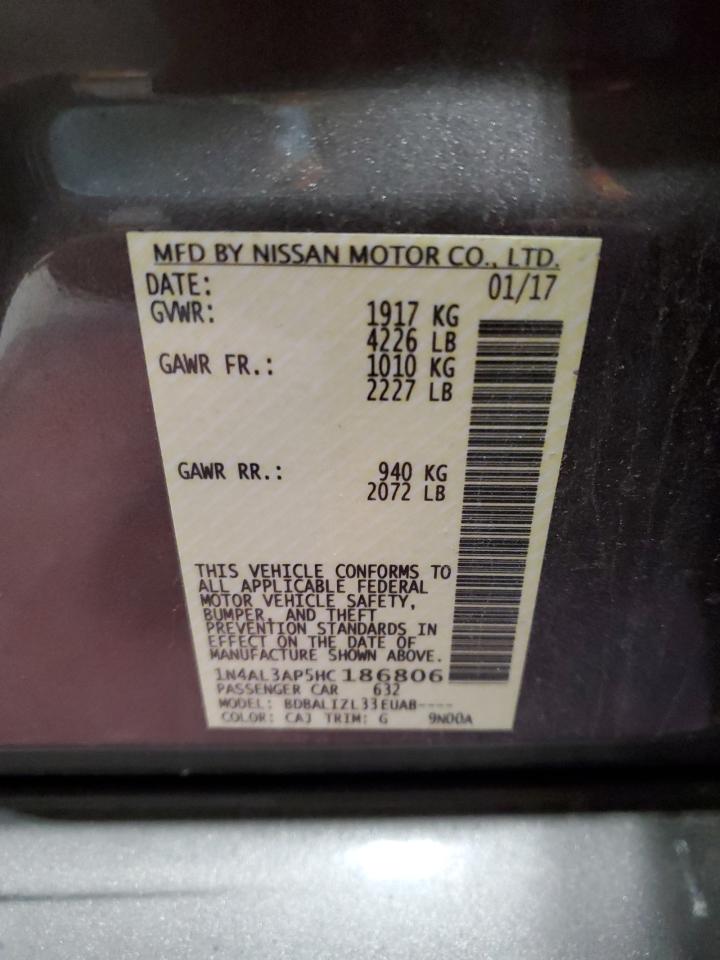 MFD BY NISSAN MOTOR CO., LTD.
DATE: 01/17
GVWR: 1917 KG
4226 LB
GAWR FR.: 1010 KG
2227 LB
GAWR RR.: 940 KG
2072 LB
THIS VEHICLE CONFORMS TO
ALL APPLICABLE FEDERAL
MOTOR VEHICLE SAFETY,
BUMPER, AND THEFT
PREVENTION STANDARDS IN
EFFECT ON THE DATE OF
MANUFACTURE SHOWN ABOVE.
1N4AL3AP5HC186806
PASSENGER CAR 632
MODEL: BDBALIZL33EUAB----
COLOR: CAJ TRIM: G 9N00A